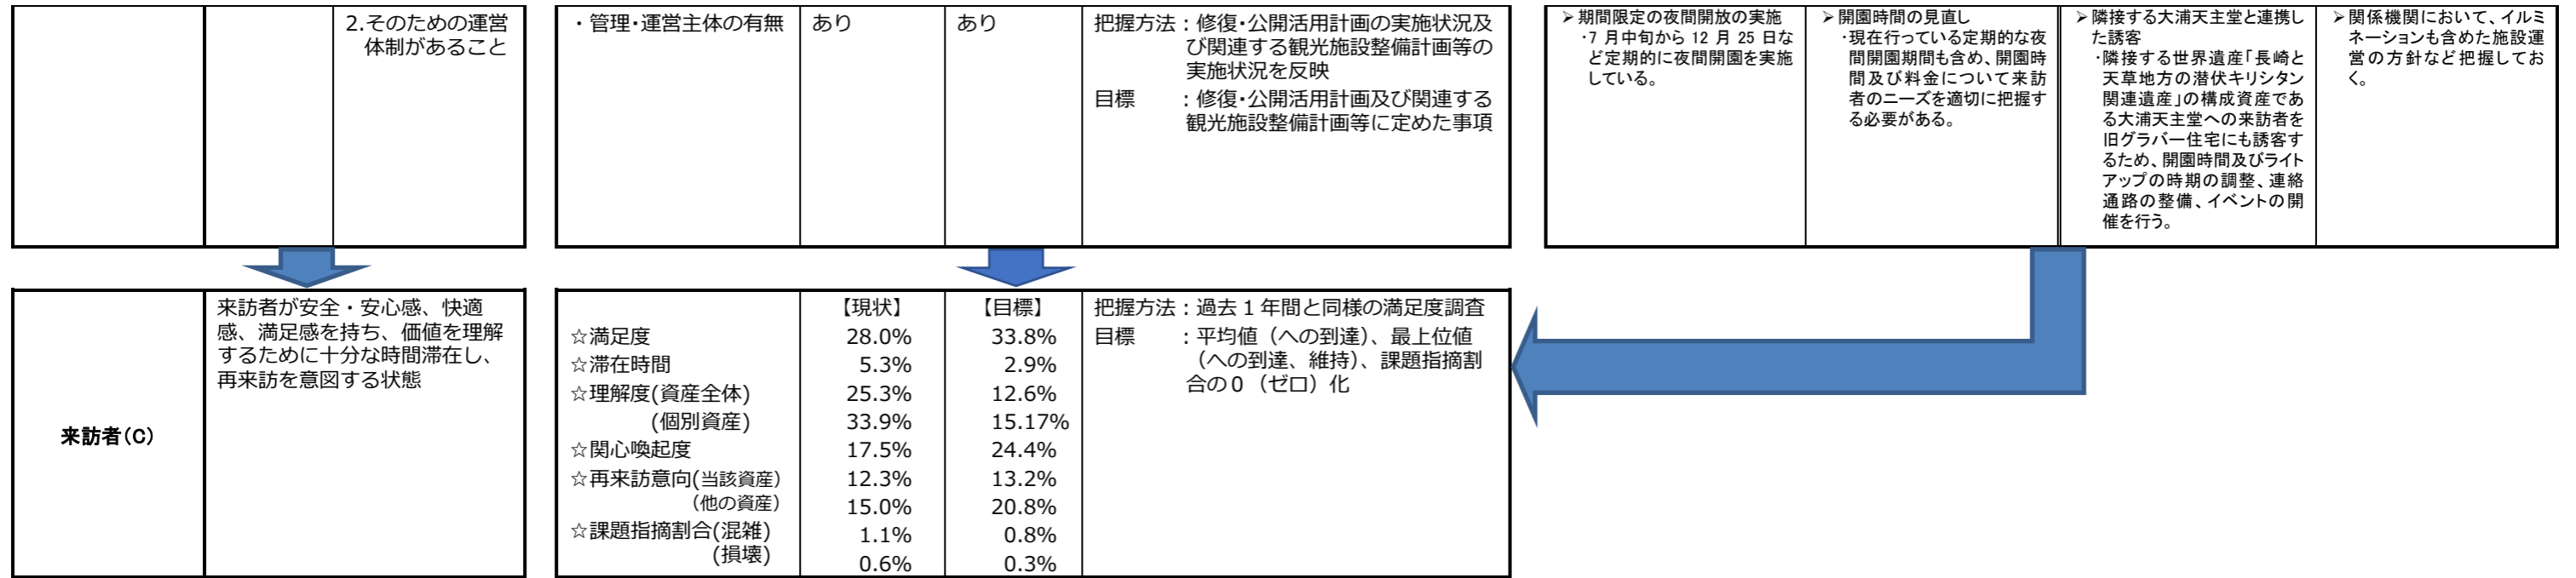 2.そのための運営
体制があること
・管理・運営主体の有無
あり
あり
把握方法：修復・公開活用計画の実施状況及
び関連する観光施設整備計画等の
実施状況を反映
目標　　：修復・公開活用計画及び関連する
観光施設整備計画等に定めた事項
➢期間限定の夜間開放の実施
・7 月中旬から 12 月 25 日な
ど定期的に夜間開園を実施
している。
➢開園時間の見直し
・現在行っている定期的な夜
間開園期間も含め、開園時
間及び料金について来訪
者のニーズを適切に把握す
る必要がある。
➢隣接する大浦天主堂と連携し
た誘客
・隣接する世界遺産「長崎と
天草地方の潜伏キリシタン
関連遺産」の構成資産であ
る大浦天主堂への来訪者を
旧グラバー住宅にも誘客す
るため、開園時間及びライト
アップの時期の調整、連絡
通路の整備、イベントの開
催を行う。
➢関係機関において、イルミ
ネーションも含めた施設運
営の方針など把握してお
く。
来訪者（C）
来訪者が安全・安心感、快適
感、満足感を持ち、価値を理解
するために十分な時間滞在し、
再来訪を意図する状態
【現状】 【目標】
☆満足度 28.0% 33.8%
☆滞在時間 5.3% 2.9%
☆理解度(資産全体) 25.3% 12.6%
(個別資産) 33.9% 15.17%
☆関心喚起度 17.5% 24.4%
☆再来訪意向(当該資産） 12.3% 13.2%
（他の資産） 15.0% 20.8%
☆課題指摘割合(混雑) 1.1% 0.8%
(損壊) 0.6% 0.3%
把握方法：過去１年間と同様の満足度調査
目標　　：平均値（への到達）、最上位値
（への到達、維持）、課題指摘割
合の０（ゼロ）化